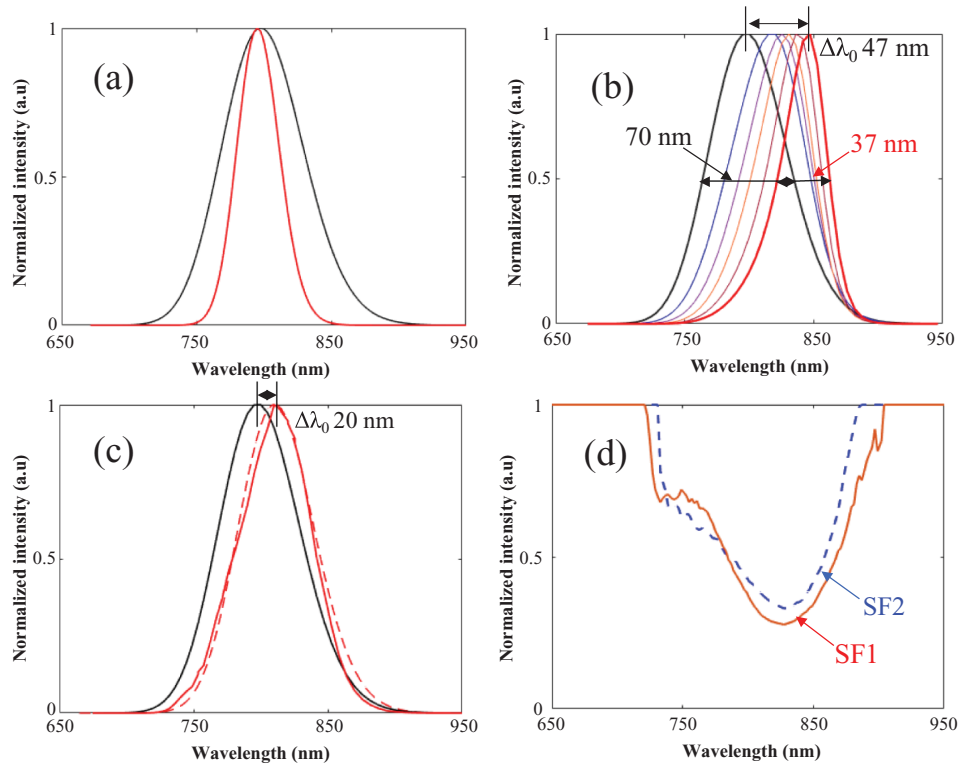 (a)
Normalized intensity (a.u)
1
0.5
0
650
750
850
950
Wavelength (nm)
(b)
Δλ₀ 47 nm
70 nm
37 nm
Normalized intensity (a.u)
1
0.5
0
650
750
850
950
Wavelength (nm)
(c)
Δλ₀ 20 nm
Normalized intensity (a.u)
1
0.5
0
650
750
850
950
Wavelength (nm)
(d)
SF2
SF1
Normalized intensity (a.u)
1
0.5
0
650
750
850
950
Wavelength (nm)